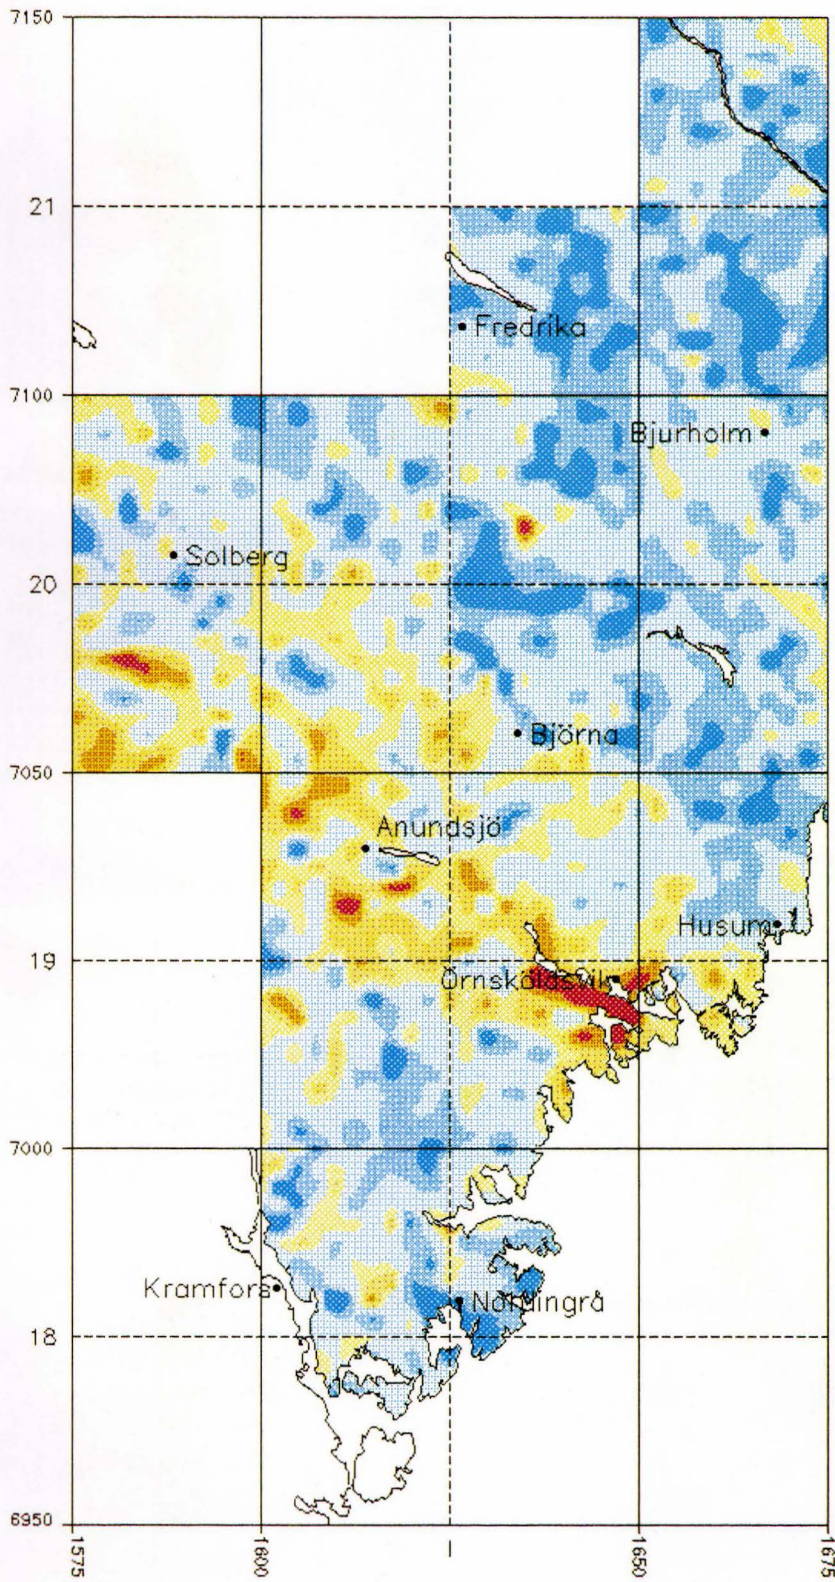 7150
21
Fredrika
7100
Bjurholm
Solberg
20
Björna
7050
Anundsjö
Husum
19
Örnsköldsvik
7000
Kramfors
Nordingrå
18
6950
1575
1600
1650
1675